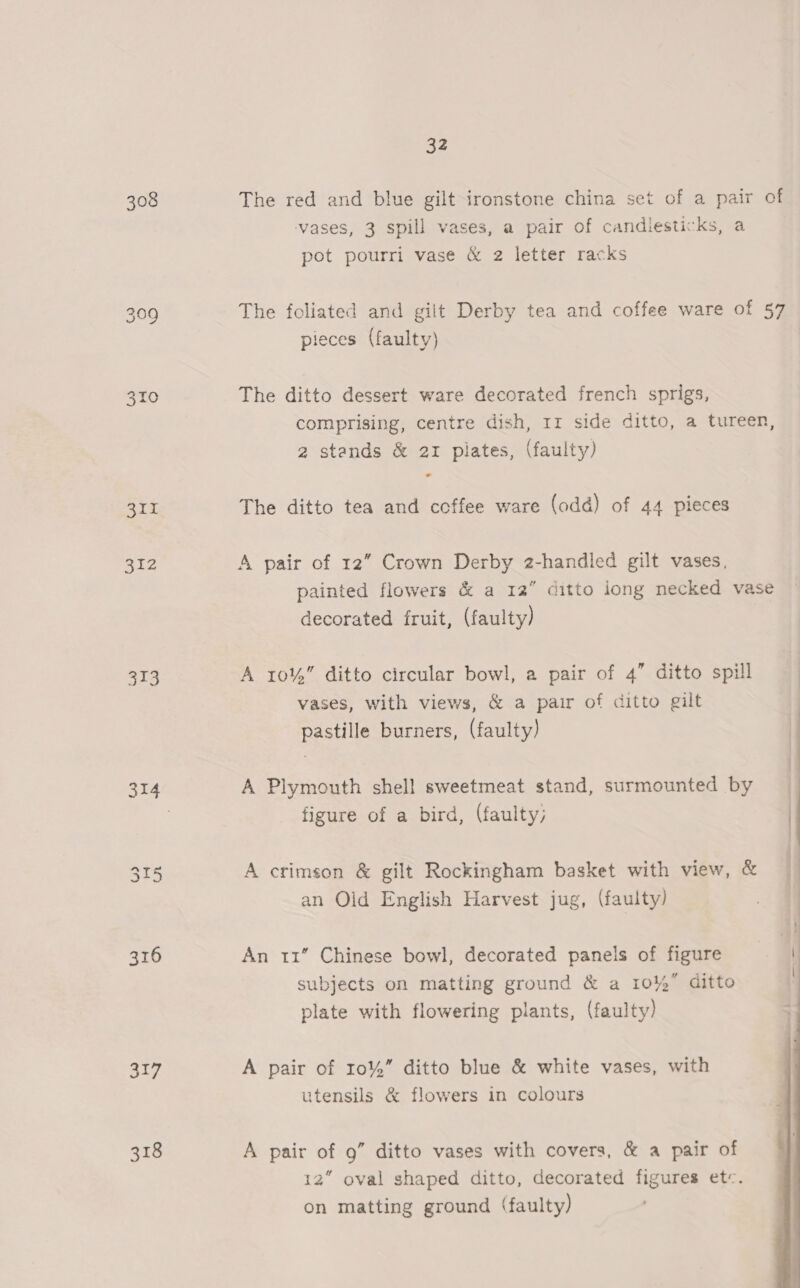 32
308 The red and blue gilt ironstone china set of a pair of
vases, 3 spill vases, a pair of candlesticks, a
pot pourri vase & 2 letter racks
309 The foliated and gilt Derby tea and coffee ware of 57
pieces (faulty)
310 The ditto dessert ware decorated french sprigs,
comprising, centre dish, 11 side ditto, a tureen,
2 stands & 21 plates, (faulty)
311 The ditto tea and coffee ware (odd) of 44 pieces
312 A pair of 12″ Crown Derby 2-handled gilt vases,
painted flowers & a 12″ ditto long necked vase
decorated fruit, (faulty)
313 A 10½″ ditto circular bowl, a pair of 4″ ditto spill
vases, with views, & a pair of ditto gilt
pastille burners, (faulty)
314 A Plymouth shell sweetmeat stand, surmounted by
figure of a bird, (faulty)
315 A crimson & gilt Rockingham basket with view, &
an Old English Harvest jug, (faulty)
316 An 11″ Chinese bowl, decorated panels of figure
subjects on matting ground & a 10½″ ditto
plate with flowering plants, (faulty)
317 A pair of 10½″ ditto blue & white vases, with
utensils & flowers in colours
318 A pair of 9″ ditto vases with covers, & a pair of
12″ oval shaped ditto, decorated figures etc.
on matting ground (faulty)